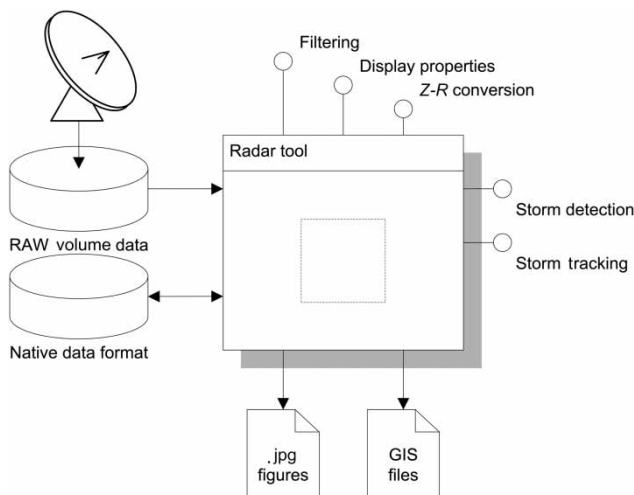 Filtering
Display properties
Z-R conversion
Radar tool
RAW volume data
Storm detection
Storm tracking
Native data format
.jpg
figures
GIS
files